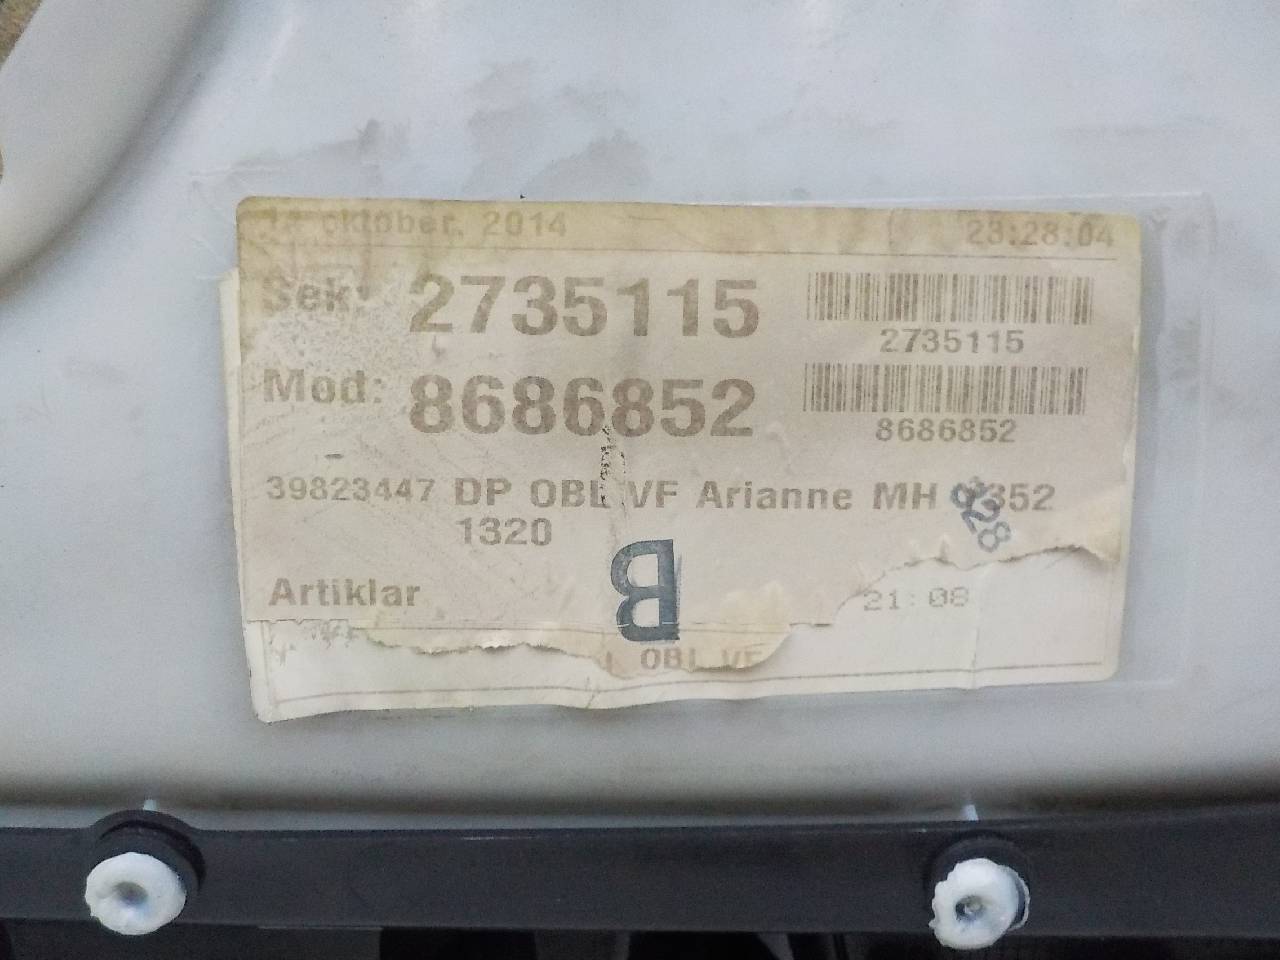 oktober, 2014 23:28:04
Sek: 2735115
2735115
Mod: 8686852
8686852
39823447 DP OBL VF Arianne MH
1320
828
B
Artiklar
21:08
OBL VF